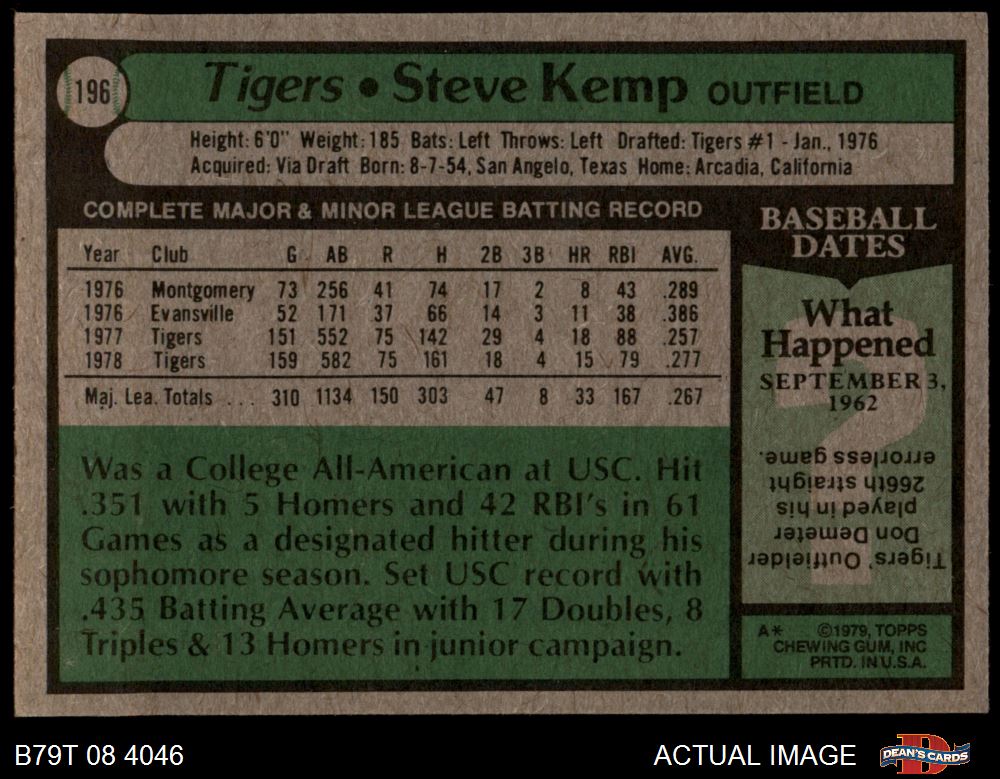 196
Tigers • Steve Kemp OUTFIELD
Height: 6'0" Weight: 185 Bats: Left Throws: Left Drafted: Tigers #1 - Jan., 1976
Acquired: Via Draft Born: 8-7-54, San Angelo, Texas Home: Arcadia, California
COMPLETE MAJOR & MINOR LEAGUE BATTING RECORD
Year Club G AB R H 2B 3B HR RBI AVG.
1976 Montgomery 73 256 41 74 17 2 8 43 .289
1976 Evansville 52 171 37 66 14 3 11 38 .386
1977 Tigers 151 552 75 142 29 4 18 88 .257
1978 Tigers 159 582 75 161 18 4 15 79 .277
Maj. Lea. Totals ... 310 1134 150 303 47 8 33 167 .267
Was a College All-American at USC. Hit
.351 with 5 Homers and 42 RBI's in 61
Games as a designated hitter during his
sophomore season. Set USC record with
.435 Batting Average with 17 Doubles, 8
Triples & 13 Homers in junior campaign.
BASEBALL
DATES
What
Happened
SEPTEMBER 3,
1962
?
Tigers' Outfielder
Don Demeter
played in his
266th straight
errorless game.
A* ©1979, TOPPS
CHEWING GUM, INC
PRTD. IN U.S.A.
B79T 08 4046
ACTUAL IMAGE
D
DEAN'S CARDS